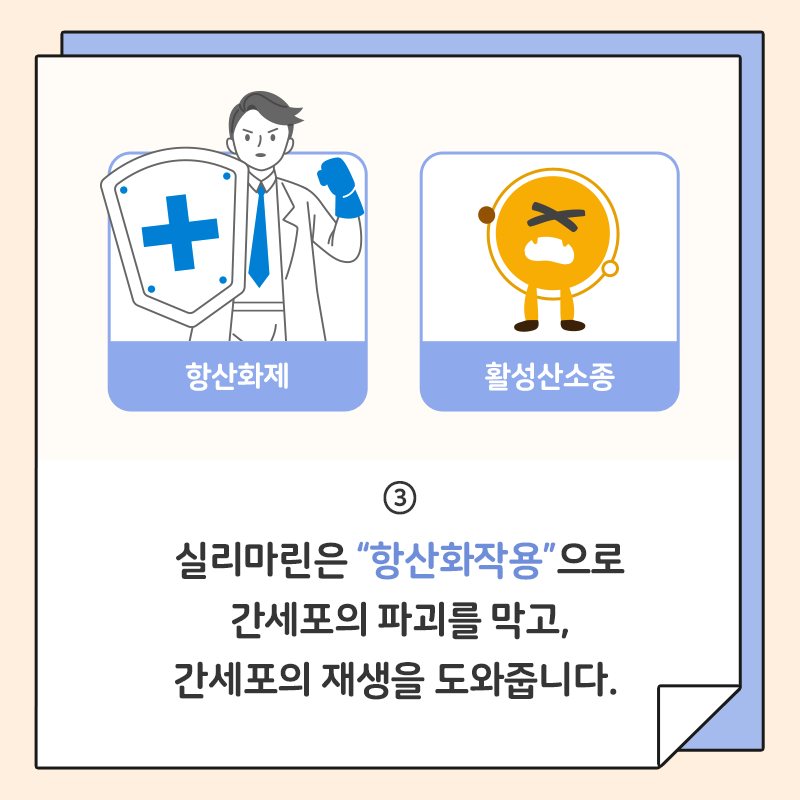 항산화제
활성산소종
③
실리마린은 “항산화작용”으로
간세포의 파괴를 막고,
간세포의 재생을 도와줍니다.